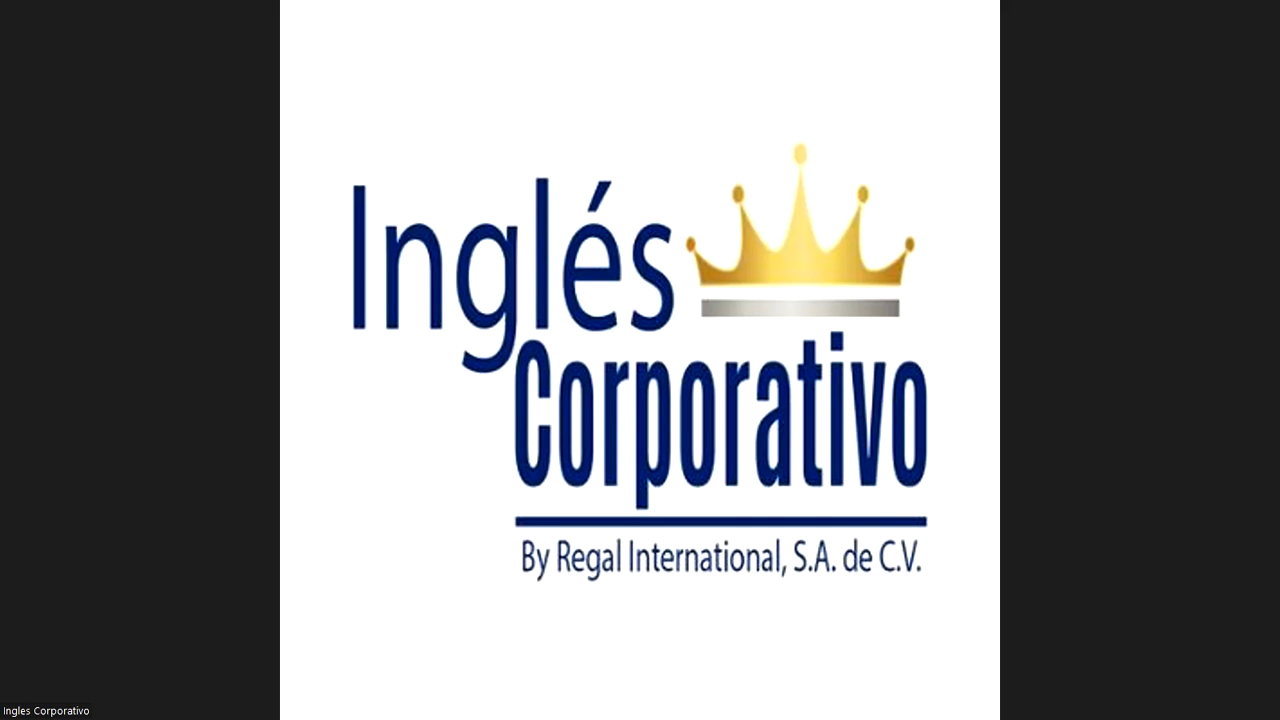 Inglés
Corporativo
By Regal International, S.A. de C.V.
Ingles Corporativo